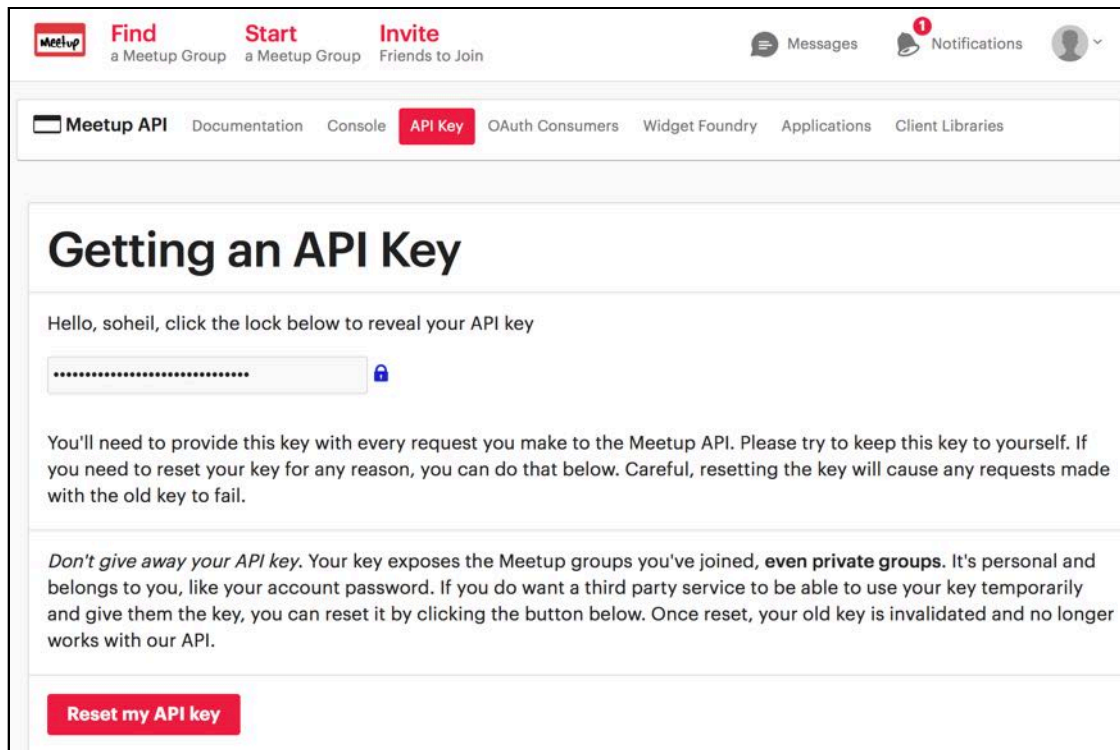 Meetup
Find Start Invite
a Meetup Group a Meetup Group Friends to Join
1
Messages Notifications
Meetup API Documentation Console API Key OAuth Consumers Widget Foundry Applications Client Libraries
Getting an API Key
Hello, soheil, click the lock below to reveal your API key
•••••••••••••••••••••••••••••••
You'll need to provide this key with every request you make to the Meetup API. Please try to keep this key to yourself. If
you need to reset your key for any reason, you can do that below. Careful, resetting the key will cause any requests made
with the old key to fail.
Don't give away your API key. Your key exposes the Meetup groups you've joined, even private groups. It's personal and
belongs to you, like your account password. If you do want a third party service to be able to use your key temporarily
and give them the key, you can reset it by clicking the button below. Once reset, your old key is invalidated and no longer
works with our API.
Reset my API key